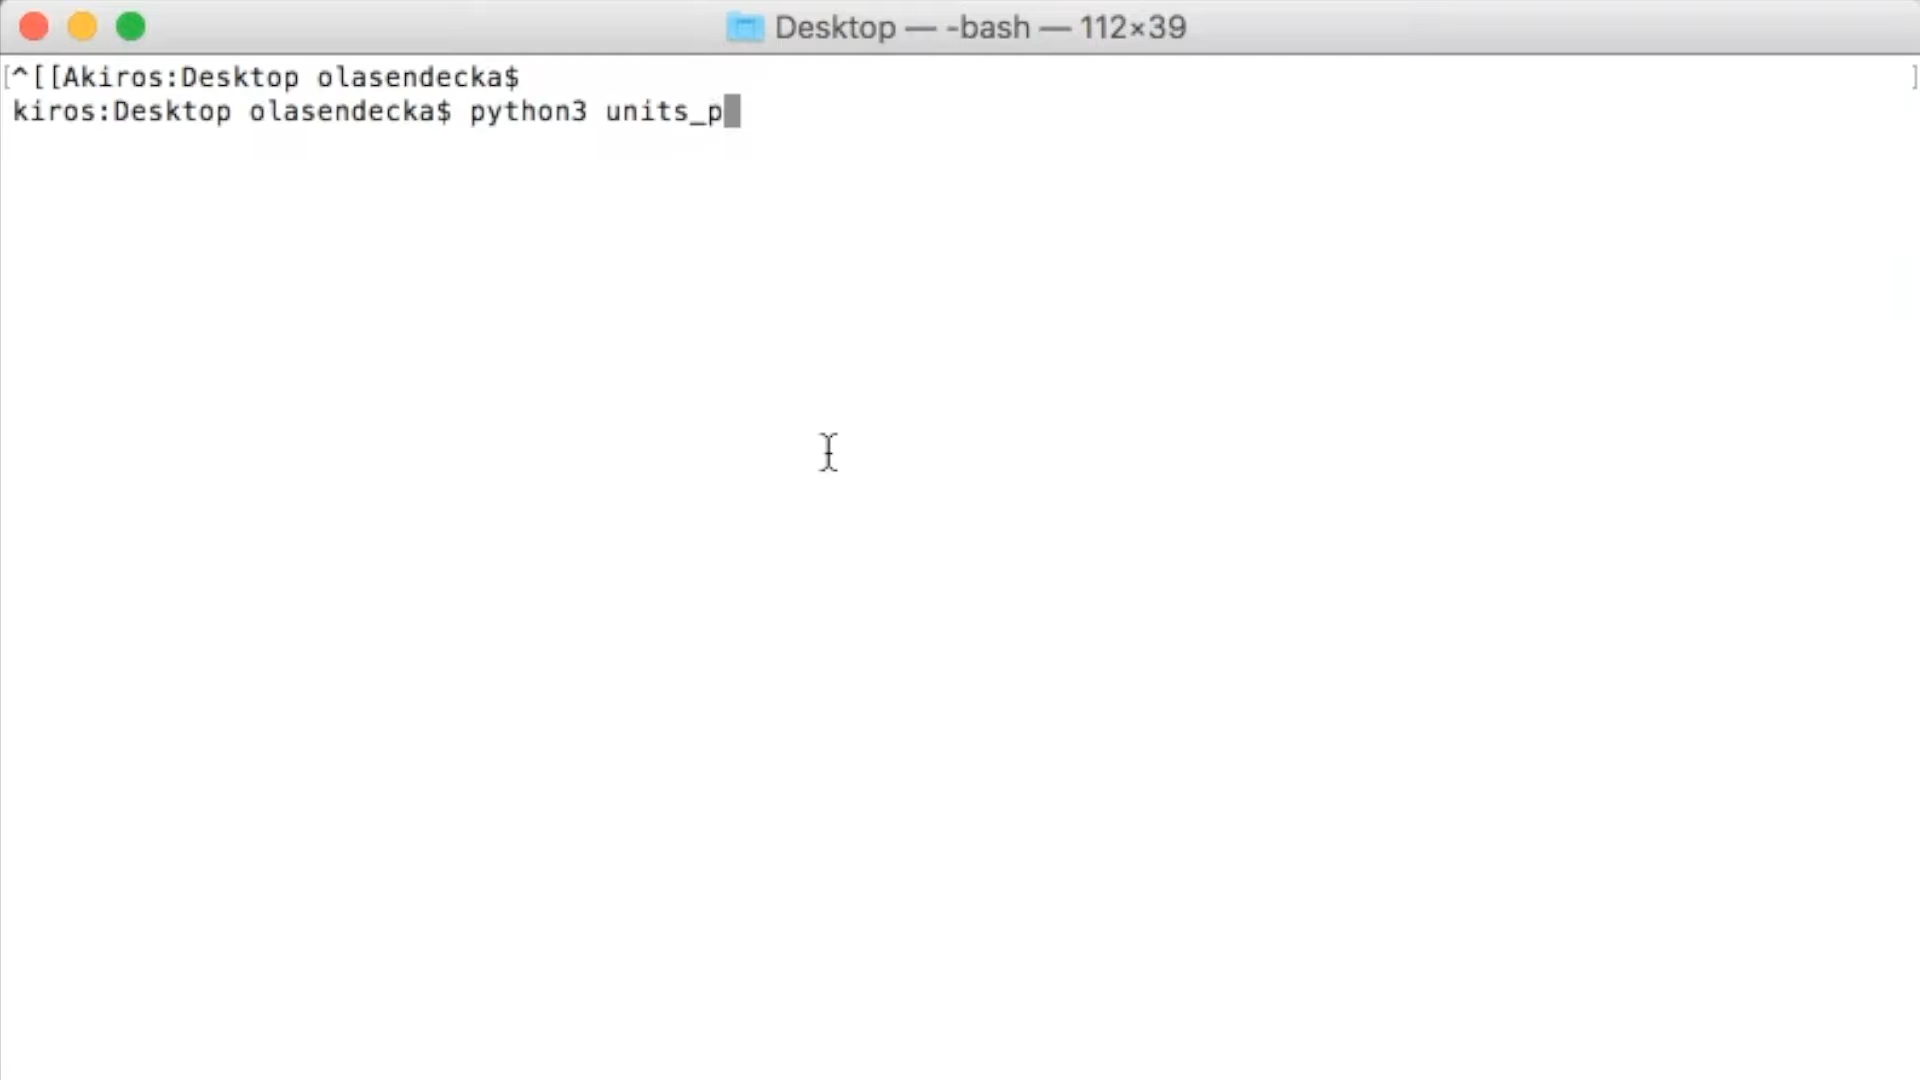 Desktop — -bash — 112×39
[^[[Akiros:Desktop olasendecka$ ]
kiros:Desktop olasendecka$ python3 units_p